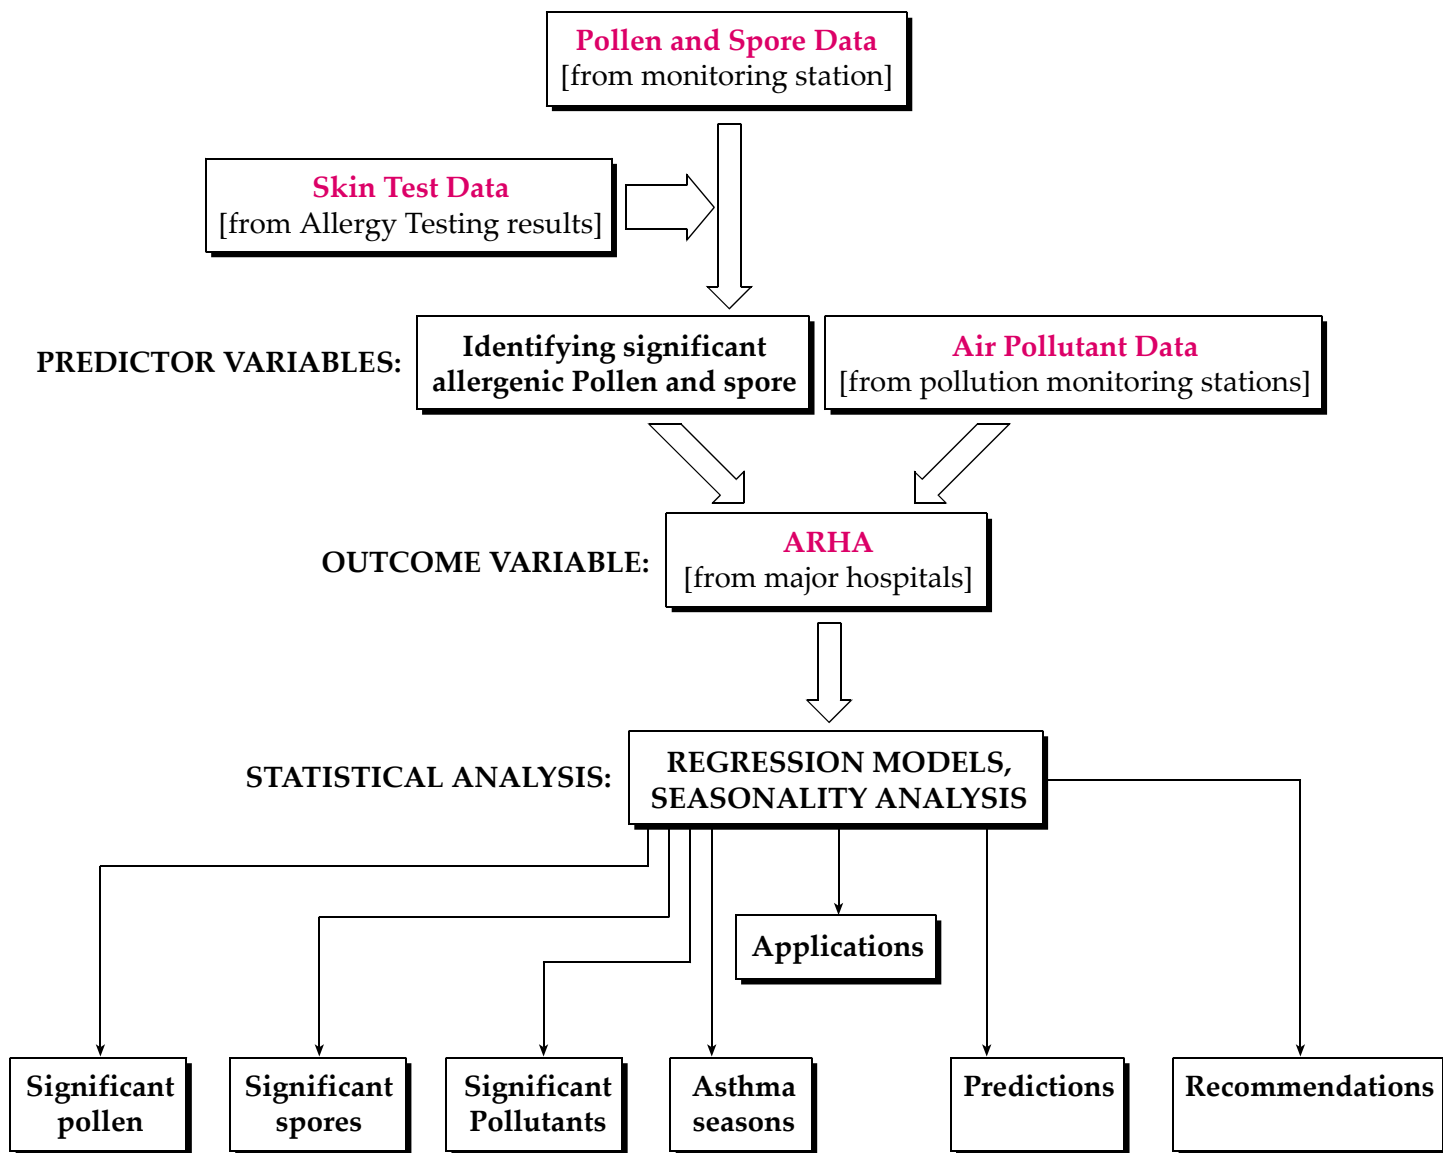 Pollen and Spore Data
[from monitoring station]
Skin Test Data
[from Allergy Testing results]
PREDICTOR VARIABLES:
Identifying significant
allergenic Pollen and spore
Air Pollutant Data
[from pollution monitoring stations]
OUTCOME VARIABLE:
ARHA
[from major hospitals]
STATISTICAL ANALYSIS:
REGRESSION MODELS,
SEASONALITY ANALYSIS
Applications
Significant
pollen
Significant
spores
Significant
Pollutants
Asthma
seasons
Predictions
Recommendations